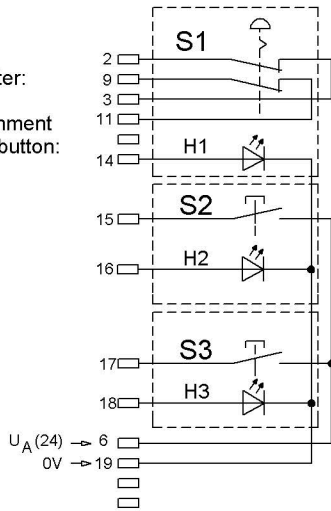 S1
2
ter:
9
3
11
nment
button:
14 H1
S2
15
16 H2
S3
17
18 H3
UA(24) → 6
0V → 19